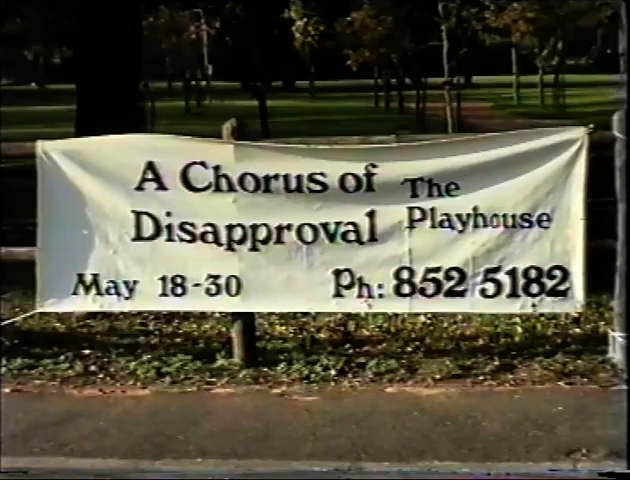 A Chorus of
Disapproval
The
Playhouse
May 18-30
Ph: 852 5182